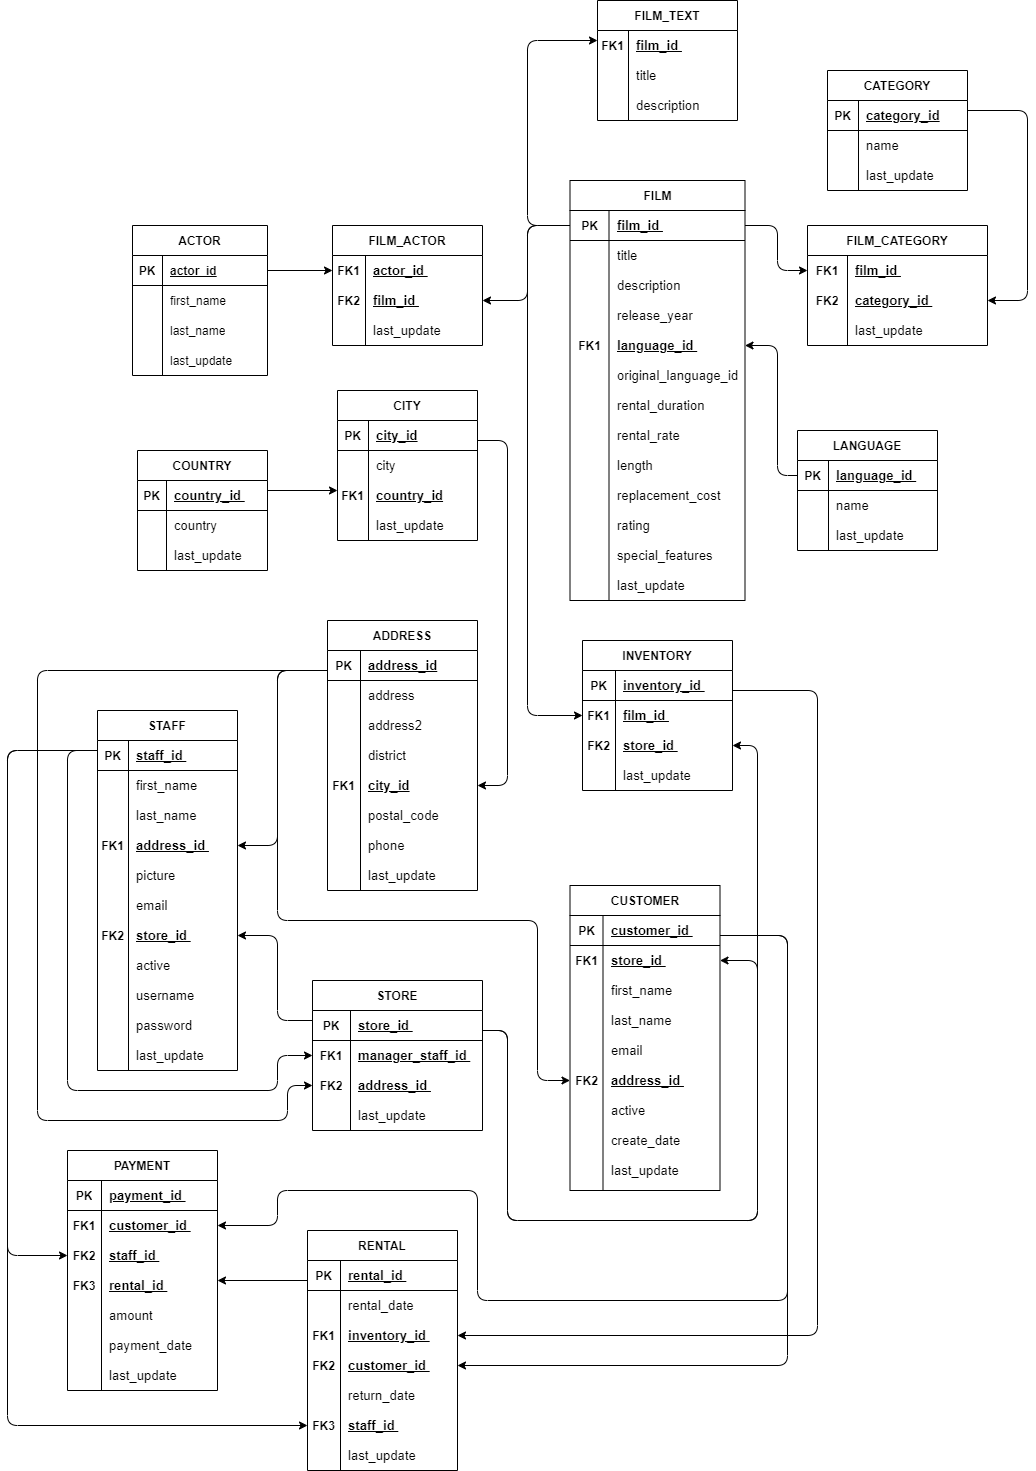 FILM_TEXT
FK1 film_id
title
description
CATEGORY
PK category_id
name
last_update
FILM
PK film_id
title
description
release_year
FK1 language_id
original_language_id
rental_duration
rental_rate
length
replacement_cost
rating
special_features
last_update
ACTOR
PK actor_id
first_name
last_name
last_update
FILM_ACTOR
FK1 actor_id
FK2 film_id
last_update
FILM_CATEGORY
FK1 film_id
FK2 category_id
last_update
CITY
PK city_id
city
FK1 country_id
last_update
COUNTRY
PK country_id
country
last_update
LANGUAGE
PK language_id
name
last_update
ADDRESS
PK address_id
address
address2
district
FK1 city_id
postal_code
phone
last_update
INVENTORY
PK inventory_id
FK1 film_id
FK2 store_id
last_update
STAFF
PK staff_id
first_name
last_name
FK1 address_id
picture
email
FK2 store_id
active
username
password
last_update
CUSTOMER
PK customer_id
FK1 store_id
first_name
last_name
email
FK2 address_id
active
create_date
last_update
STORE
PK store_id
FK1 manager_staff_id
FK2 address_id
last_update
PAYMENT
PK payment_id
FK1 customer_id
FK2 staff_id
FK3 rental_id
amount
payment_date
last_update
RENTAL
PK rental_id
rental_date
FK1 inventory_id
FK2 customer_id
return_date
FK3 staff_id
last_update